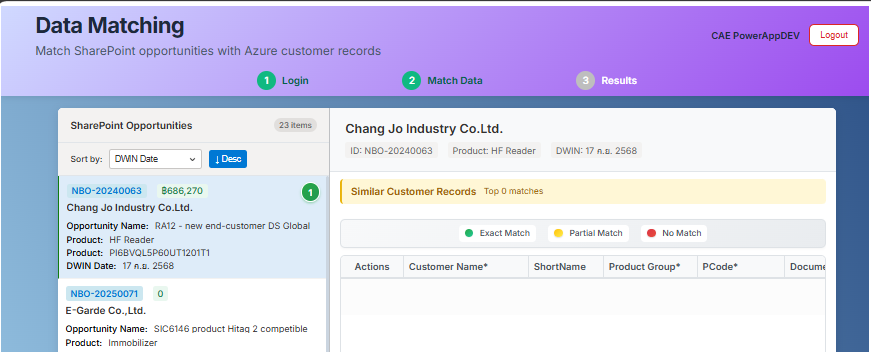 Data Matching
Match SharePoint opportunities with Azure customer records
CAE PowerAppDEV
Logout
1 Login
2 Match Data
3 Results
SharePoint Opportunities
23 items
Sort by: DWIN Date
↓ Desc
NBO-20240063
฿686,270
1
Chang Jo Industry Co.Ltd.
Opportunity Name: RA12 - new end-customer DS Global
Product: HF Reader
Product: PI6BVQL5P60UT1201T1
DWIN Date: 17 ก.ย. 2568
NBO-20250071
0
E-Garde Co.,Ltd.
Opportunity Name: SIC6146 product Hitag 2 competible
Product: Immobilizer
Chang Jo Industry Co.Ltd.
ID: NBO-20240063
Product: HF Reader
DWIN: 17 ก.ย. 2568
Similar Customer Records
Top 0 matches
Exact Match
Partial Match
No Match
Actions
Customer Name*
ShortName
Product Group*
PCode*
Docume